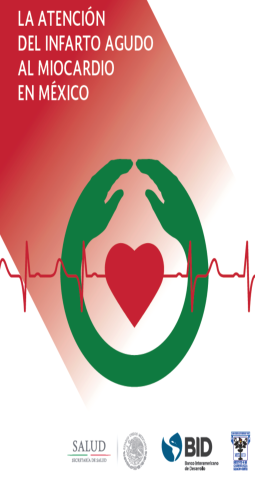 LA ATENCIÓN
DEL INFARTO AGUDO
AL MIOCARDIO
EN MÉXICO
SALUD
SECRETARÍA DE SALUD
BID
Banco Interamericano
de Desarrollo